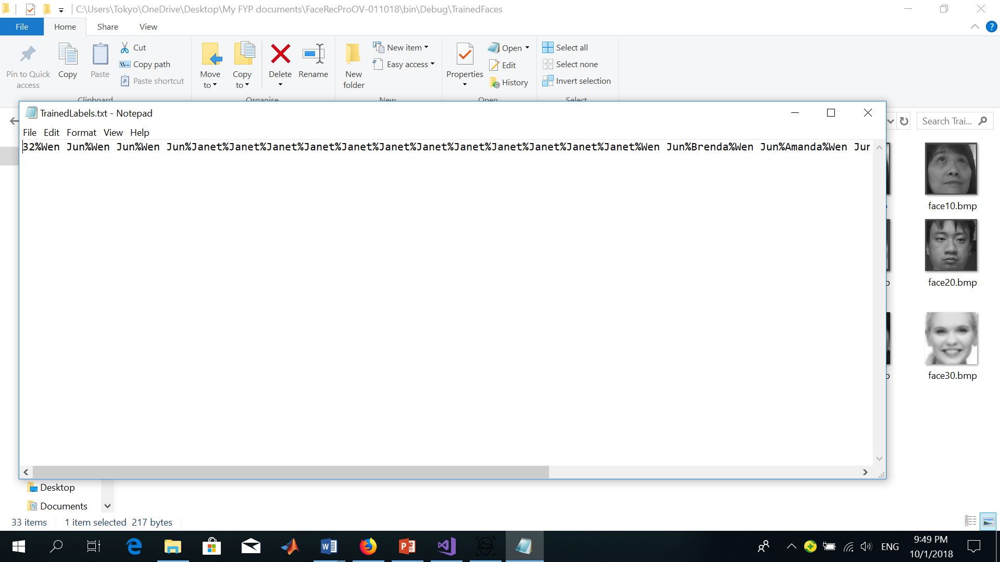 C:\Users\Tokyo\OneDrive\Desktop\My FYP documents\FaceRecProOV-011018\bin\Debug\TrainedFaces
File Home Share View
Pin to Quick access
Copy
Paste
Cut
Copy path
Paste shortcut
Clipboard
Move to
Copy to
Delete
Rename
Organise
New folder
New item
Easy access
New
Properties
Open
Edit
History
Open
Select all
Select none
Invert selection
Select
Search Trai...
TrainedLabels.txt - Notepad
File Edit Format View Help
32%Wen Jun%Wen Jun%Wen Jun%Janet%Janet%Janet%Janet%Janet%Janet%Janet%Janet%Janet%Janet%Janet%Janet%Wen Jun%Brenda%Wen Jun%Amanda%Wen Jun
face10.bmp
face20.bmp
face30.bmp
Desktop
Documents
33 items 1 item selected 217 bytes
ENG
9:49 PM
10/1/2018